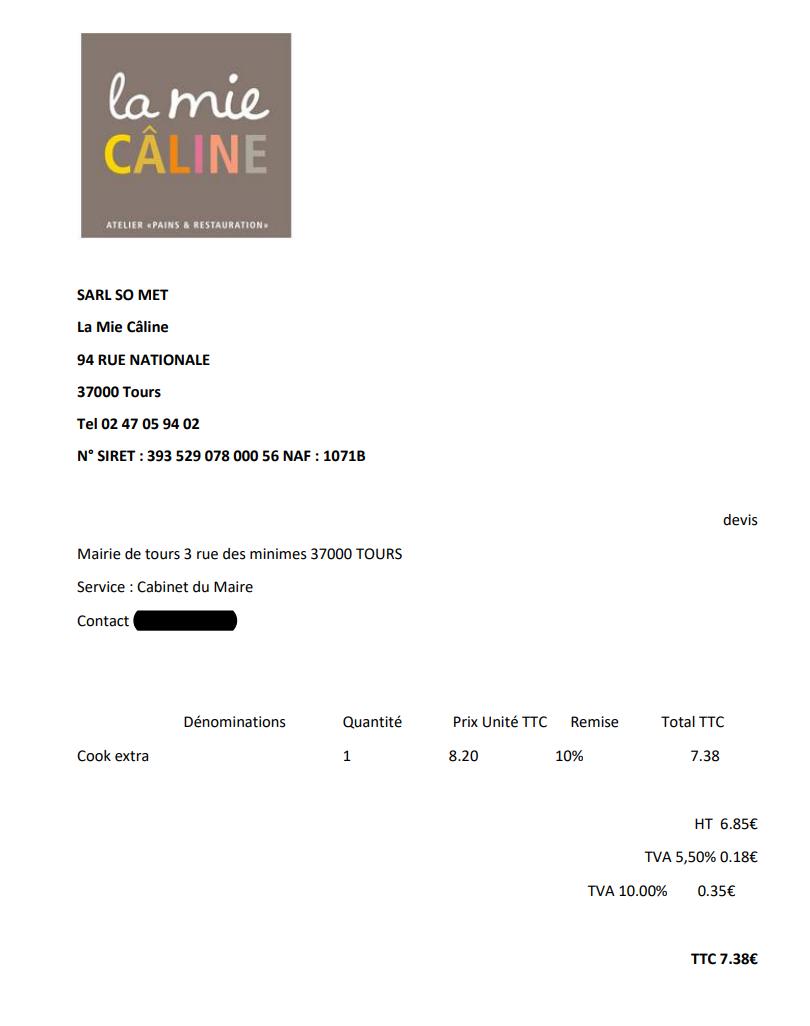 la mie
CÂLINE
ATELIER «PAINS & RESTAURATION»
SARL SO MET
La Mie Câline
94 RUE NATIONALE
37000 Tours
Tel 02 47 05 94 02
N° SIRET : 393 529 078 000 56 NAF : 1071B
devis
Mairie de tours 3 rue des minimes 37000 TOURS
Service : Cabinet du Maire
Contact
Dénominations Quantité Prix Unité TTC Remise Total TTC
Cook extra 1 8.20 10% 7.38
HT 6.85€
TVA 5,50% 0.18€
TVA 10.00% 0.35€
TTC 7.38€